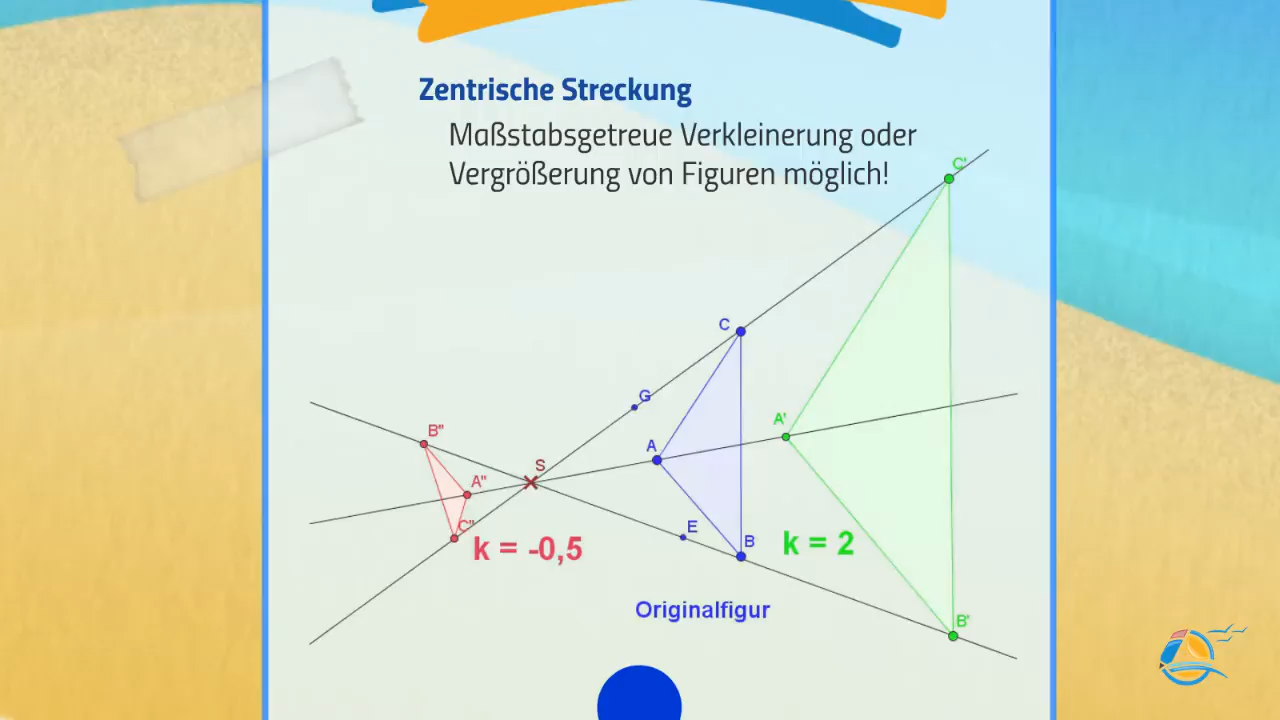 Zentrische Streckung
Maßstabsgetreue Verkleinerung oder
Vergrößerung von Figuren möglich!
C'
C
G
A'
B"
A
S
A"
C"
E
B
k = -0,5
k = 2
Originalfigur
B'